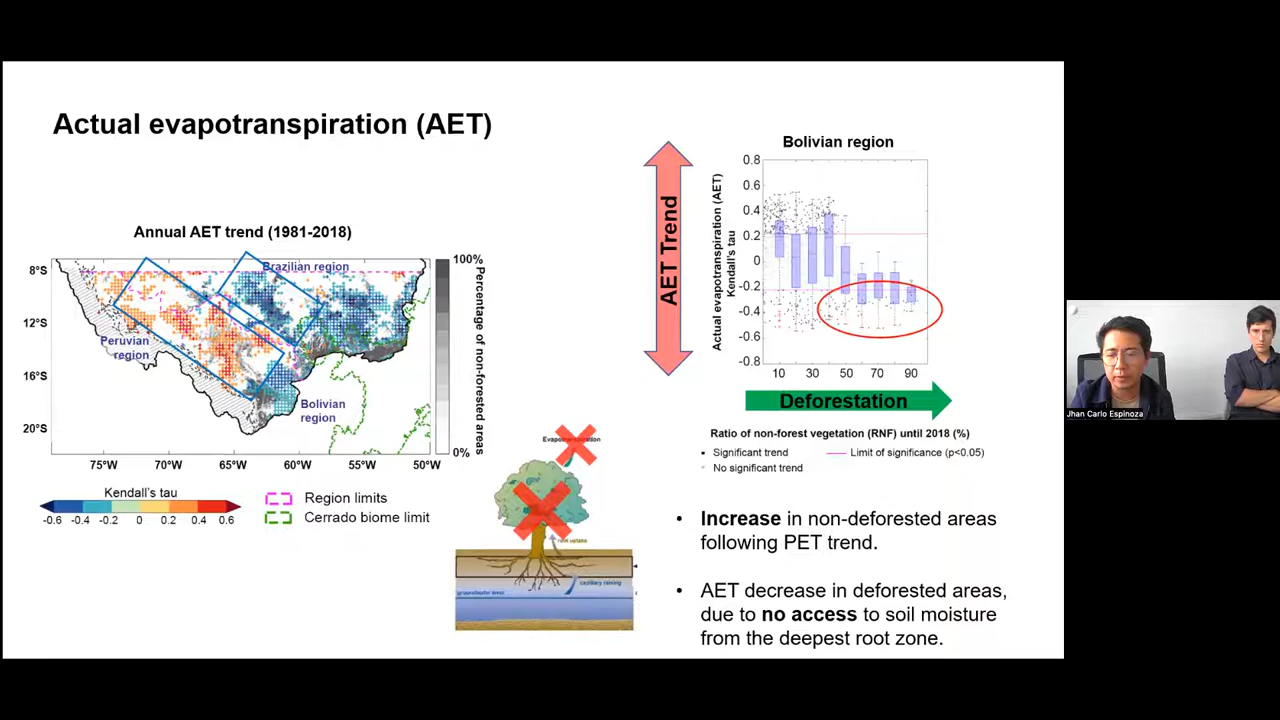 Actual evapotranspiration (AET)
Annual AET trend (1981-2018)
8°S
12°S
16°S
20°S
75°W
70°W
65°W
60°W
55°W
50°W
Brazilian region
Peruvian
region
Bolivian
region
100%
0%
Percentage of non-forested areas
Kendall's tau
-0.6
-0.4
-0.2
0
0.2
0.4
0.6
Region limits
Cerrado biome limit
capillary raising
groundwater level
AET Trend
Bolivian region
Actual evapotranspiration (AET)
Kendall's tau
0.8
0.6
0.4
0.2
0
-0.2
-0.4
-0.6
-0.8
10
30
50
70
90
Deforestation
Ratio of non-forest vegetation (RNF) until 2018 (%)
Significant trend
Limit of significance (p<0.05)
No significant trend
• Increase in non-deforested areas
following PET trend.
• AET decrease in deforested areas,
due to no access to soil moisture
from the deepest root zone.
Jhan Carlo Espinoza